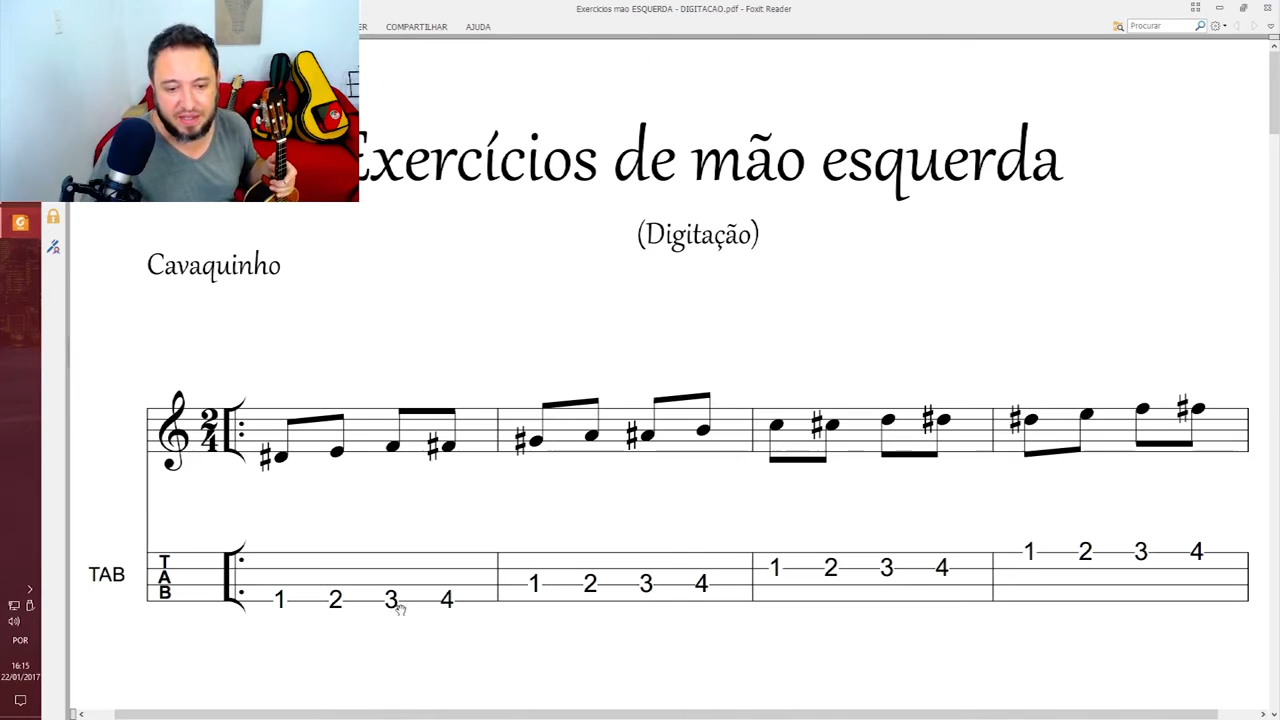 Exercicios mao ESQUERDA - DIGITACAO.pdf - Foxit Reader
ER COMPARTILHAR AJUDA
Procurar
Exercícios de mão esquerda
(Digitação)
Cavaquinho
2
4
TAB
T
A
B
1 2 3 4
1 2 3 4
1 2 3 4
1 2 3 4
POR
16:15
22/01/2017